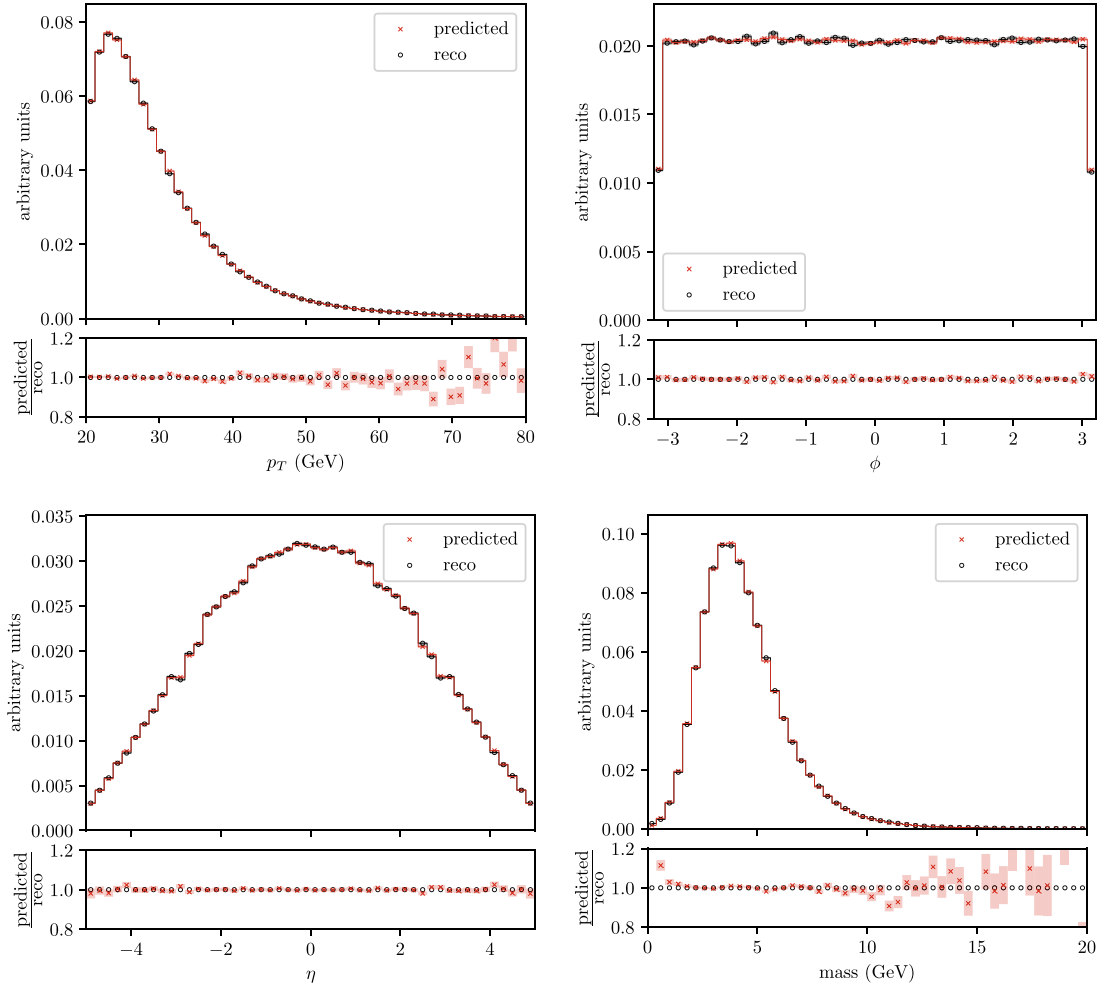 0.08
0.06
0.04
0.02
0.00
arbitrary units
predicted
reco
1.2
1.0
0.8
predicted
reco
20 30 40 50 60 70 80
p_T (GeV)
0.020
0.015
0.010
0.005
0.000
arbitrary units
predicted
reco
1.2
1.0
0.8
predicted
reco
−3 −2 −1 0 1 2 3
ϕ
0.035
0.030
0.025
0.020
0.015
0.010
0.005
0.000
arbitrary units
predicted
reco
1.2
1.0
0.8
predicted
reco
−4 −2 0 2 4
η
0.10
0.08
0.06
0.04
0.02
0.00
arbitrary units
predicted
reco
1.2
1.0
0.8
predicted
reco
0 5 10 15 20
mass (GeV)